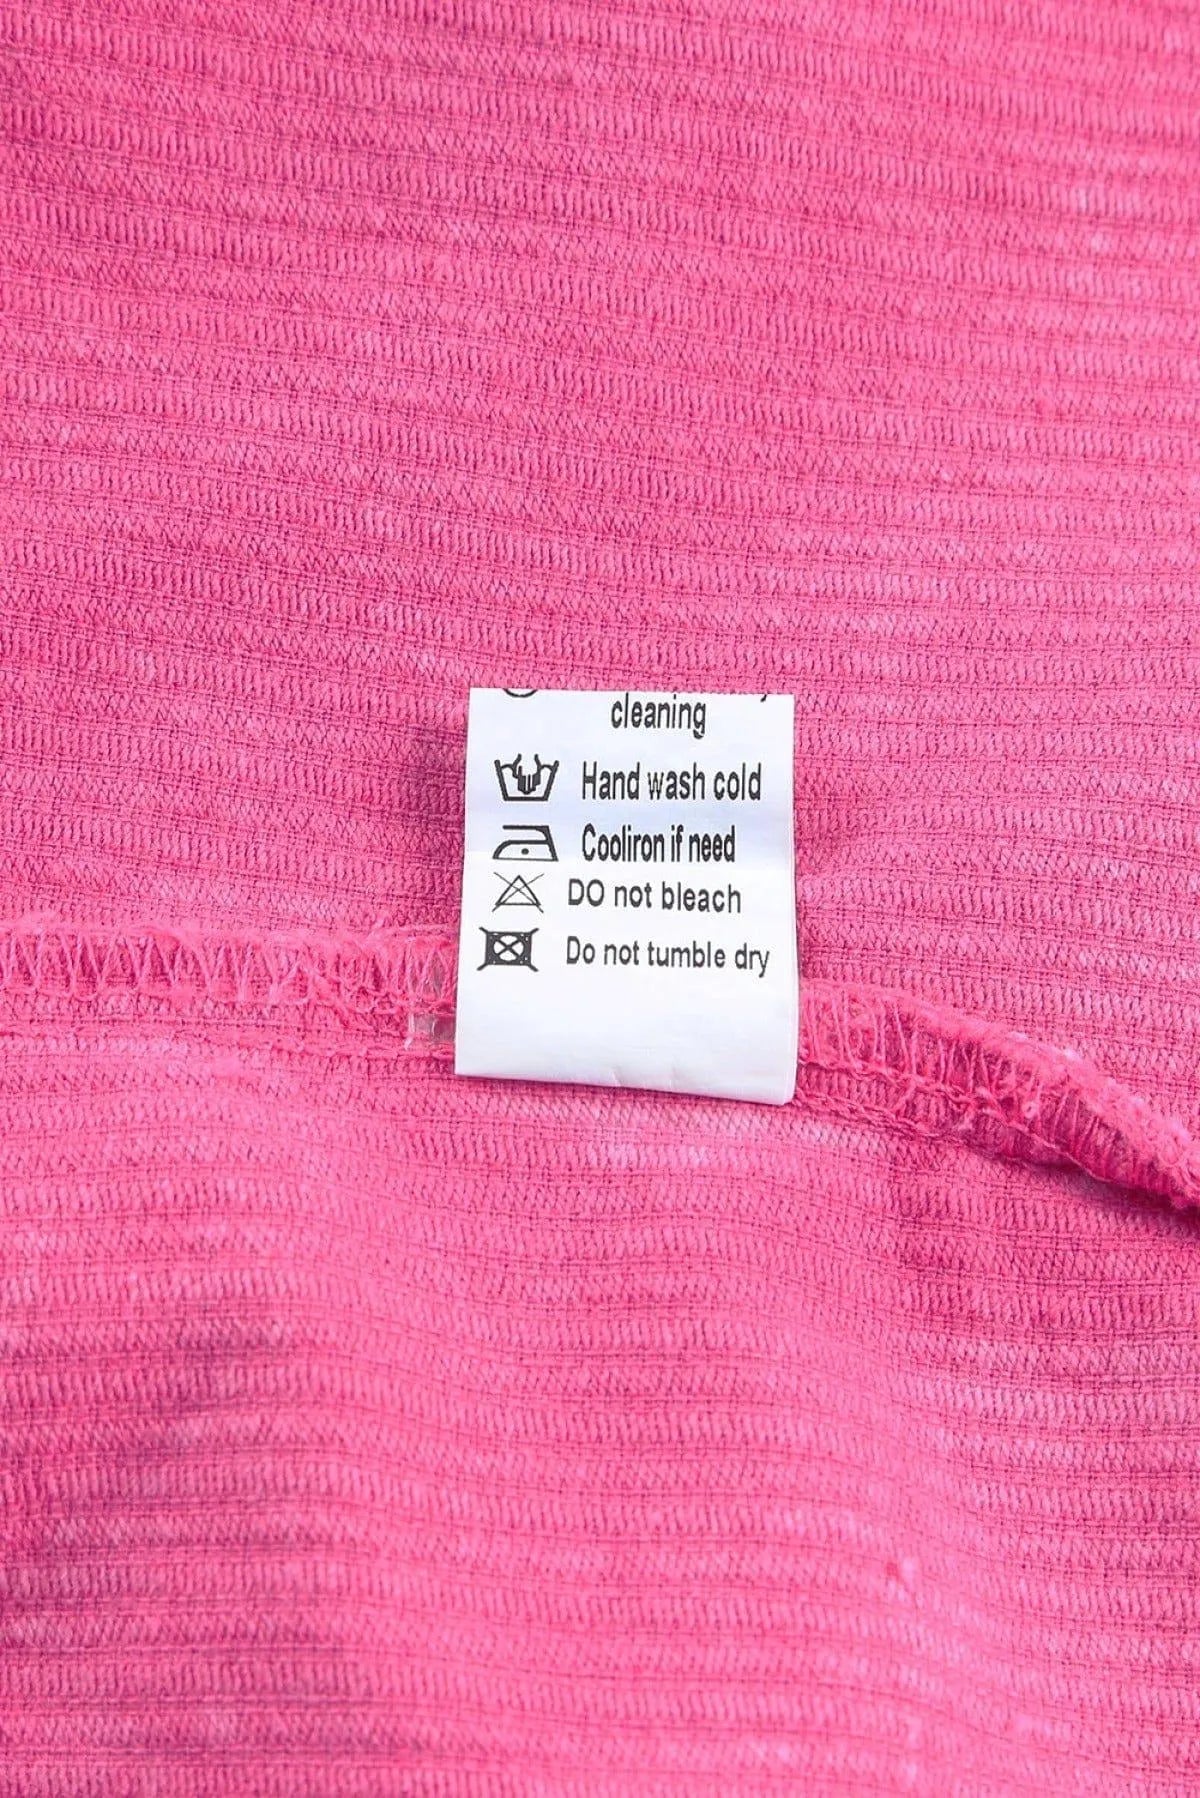 cleaning
Hand wash cold
Cooliron if need
DO not bleach
Do not tumble dry